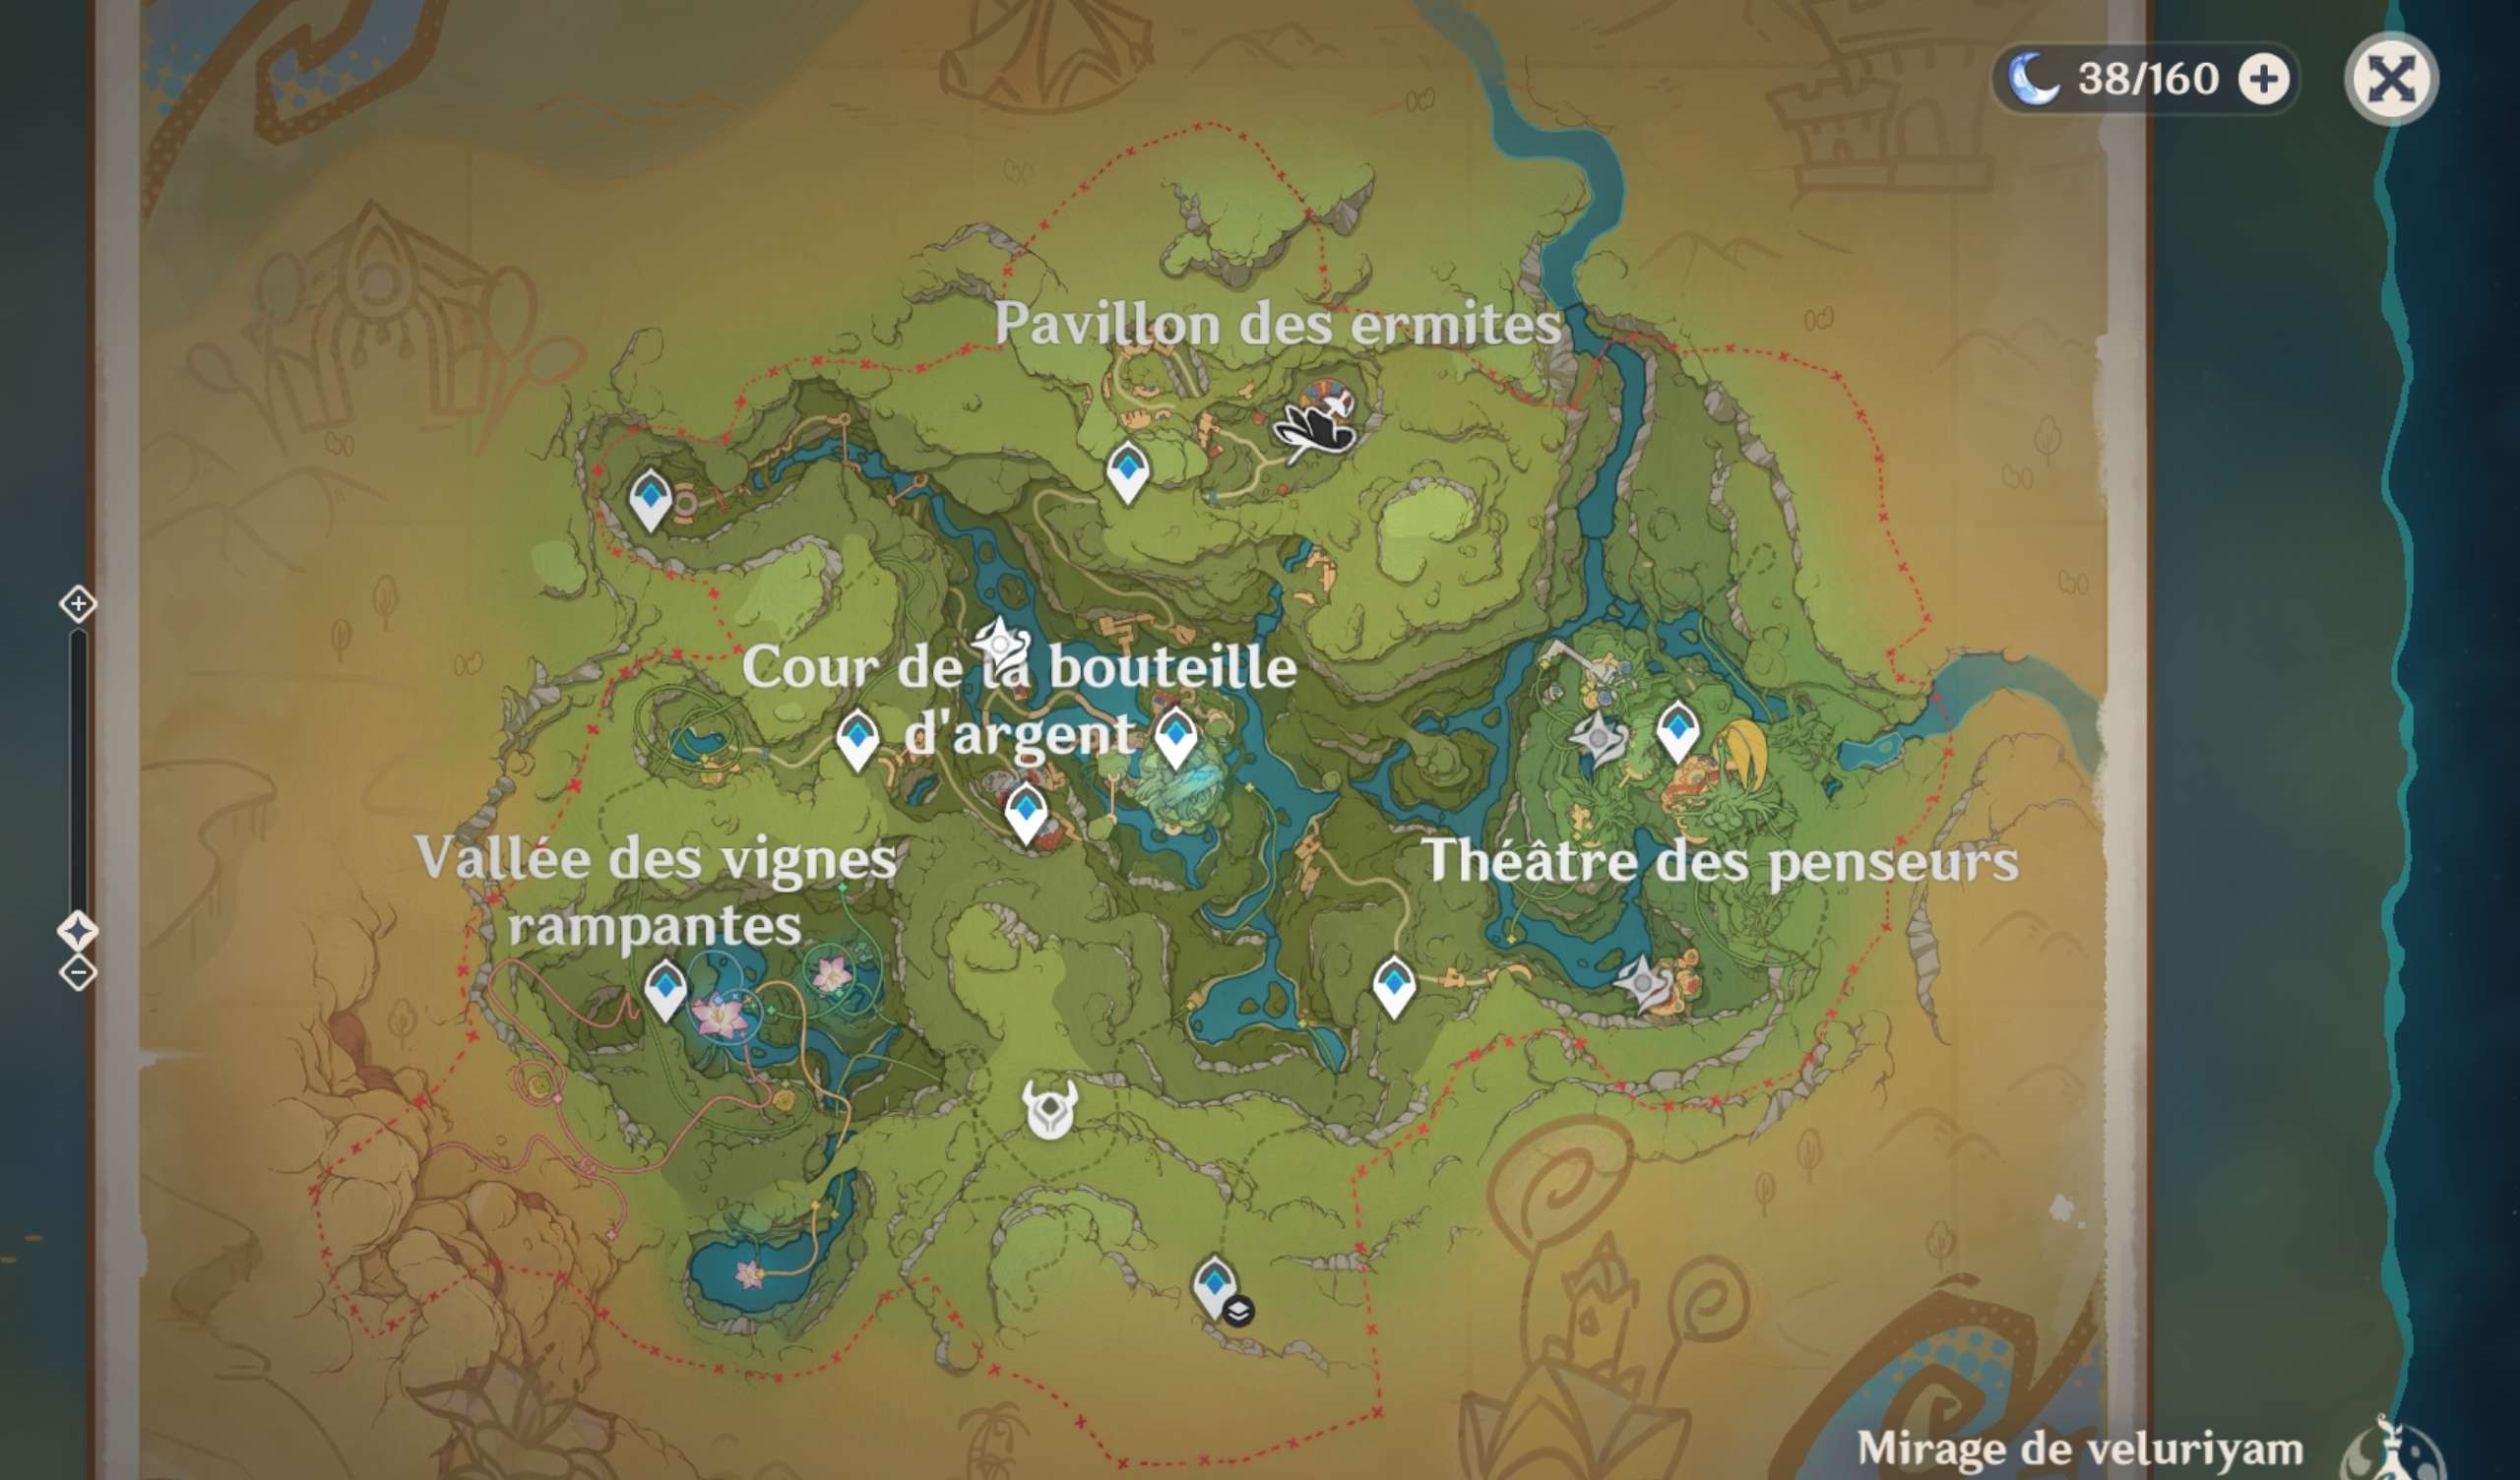 38/160
Pavillon des ermites
Cour de la bouteille
d'argent
Vallée des vignes
rampantes
Théâtre des penseurs
Mirage de veluriyam